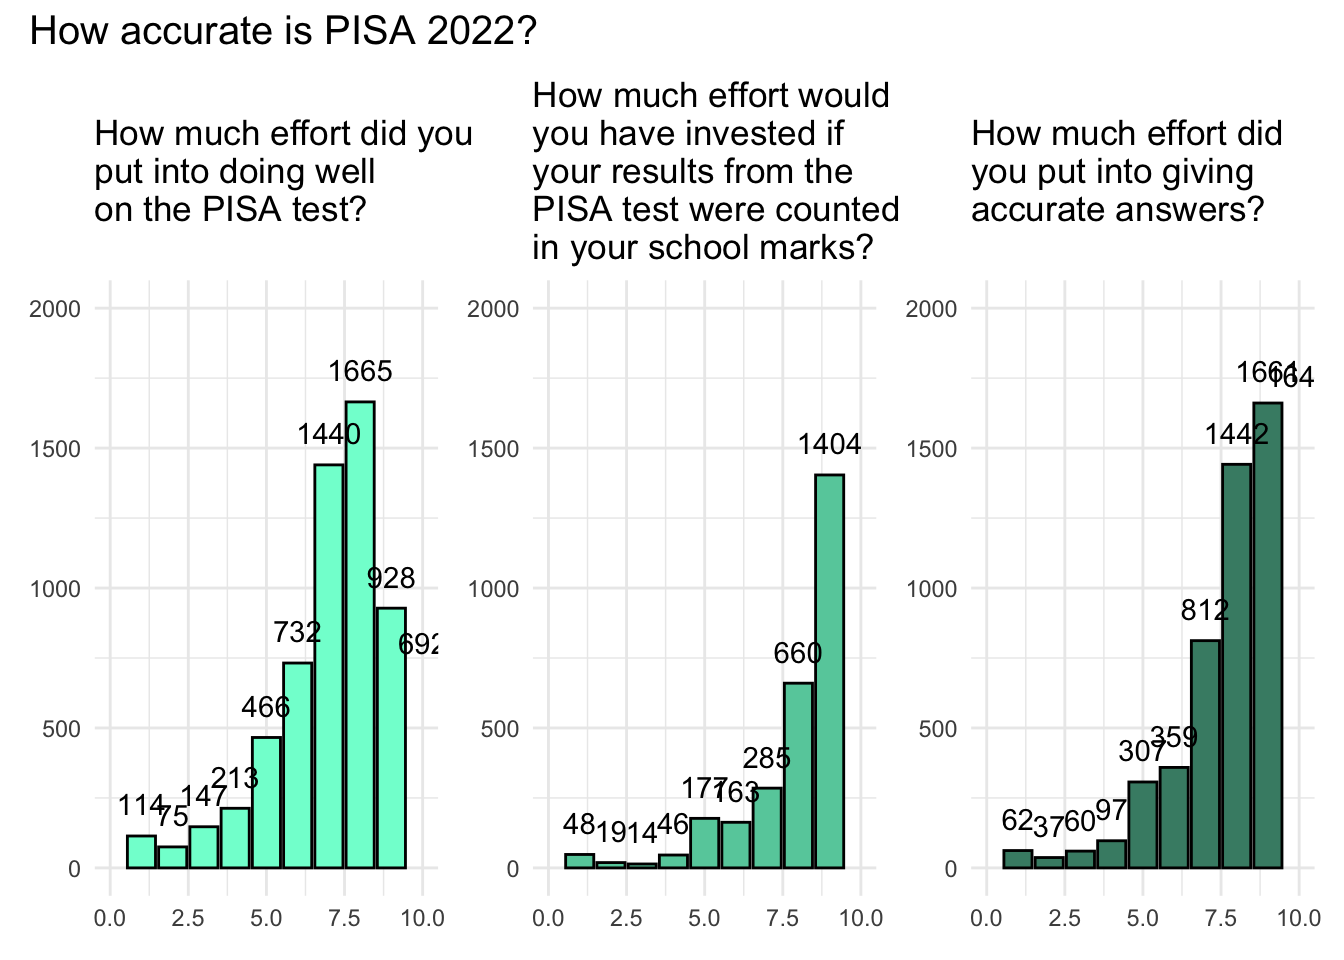 How accurate is PISA 2022?
How much effort did you
put into doing well
on the PISA test?
How much effort would
you have invested if
your results from the
PISA test were counted
in your school marks?
How much effort did
you put into giving
accurate answers?
2000
1500
1000
500
0
114
75
147
213
466
732
1440
1665
928
692
0.0 2.5 5.0 7.5 10.0
2000
1500
1000
500
0
48
19
14
46
177
163
285
660
1404
0.0 2.5 5.0 7.5 10.0
2000
1500
1000
500
0
62
37
60
97
307
359
812
1442
1661
0.0 2.5 5.0 7.5 10.0